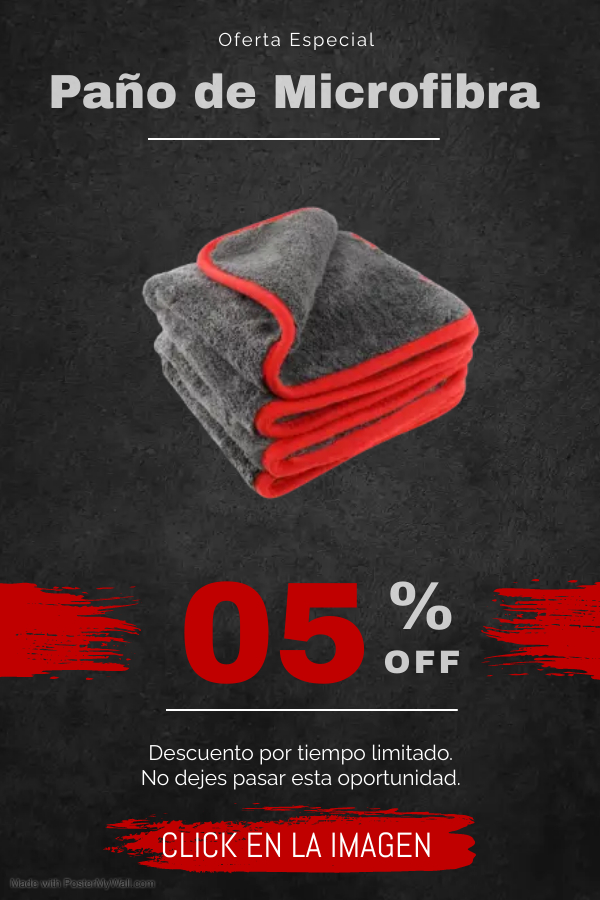 Oferta Especial
Paño de Microfibra
05
%
OFF
Descuento por tiempo limitado.
No dejes pasar esta oportunidad.
CLICK EN LA IMAGEN
Made with PosterMyWall.com